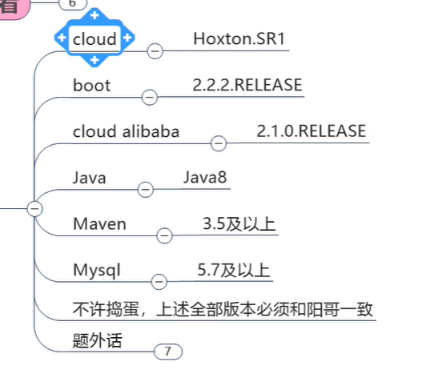 看
6
cloud
Hoxton.SR1
boot
2.2.2.RELEASE
cloud alibaba
2.1.0.RELEASE
Java
Java8
Maven
3.5及以上
Mysql
5.7及以上
不许捣蛋，上述全部版本必须和阳哥一致
题外话
7